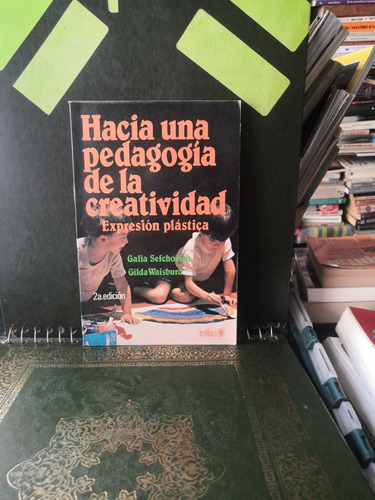 Hacia una
pedagogía
de la
creatividad
Expresión plástica
Galia Sefchovich
Gilda Waisburd
2a. edición
trillas